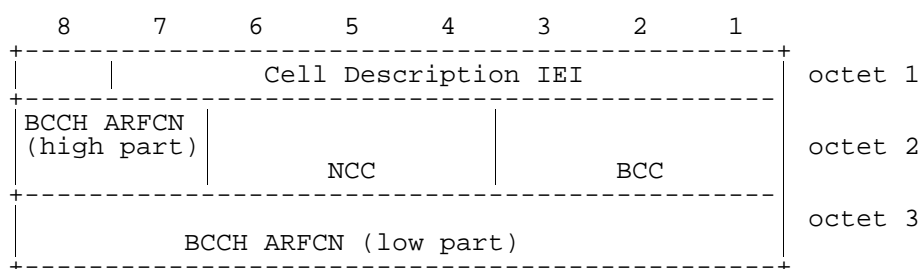 8 7 6 5 4 3 2 1
Cell Description IEI octet 1
BCCH ARFCN
(high part) octet 2
NCC BCC
octet 3
BCCH ARFCN (low part)